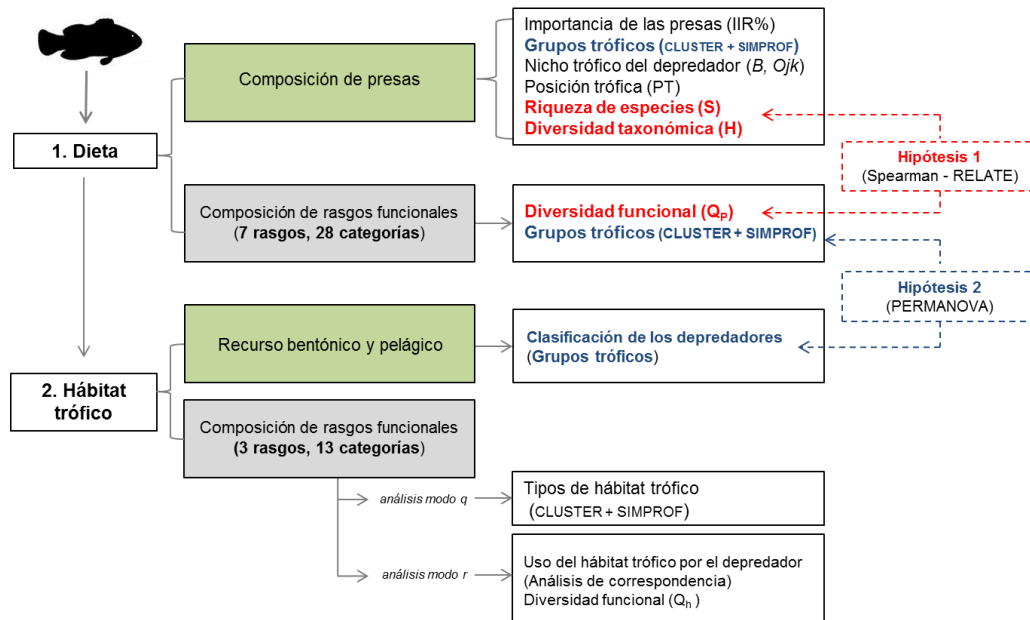 Importancia de las presas (IIR%)
Grupos tróficos (CLUSTER + SIMPROF)
Nicho trófico del depredador (B, Ojk)
Posición trófica (PT)
Riqueza de especies (S)
Diversidad taxonómica (H)
Composición de presas
1. Dieta
Hipótesis 1
(Spearman - RELATE)
Composición de rasgos funcionales
(7 rasgos, 28 categorías)
Diversidad funcional (QP)
Grupos tróficos (CLUSTER + SIMPROF)
Hipótesis 2
(PERMANOVA)
Recurso bentónico y pelágico
Clasificación de los depredadores
(Grupos tróficos)
2. Hábitat
trófico
Composición de rasgos funcionales
(3 rasgos, 13 categorías)
análisis modo q
Tipos de hábitat trófico
(CLUSTER + SIMPROF)
análisis modo r
Uso del hábitat trófico por el depredador
(Análisis de correspondencia)
Diversidad funcional (Qh )